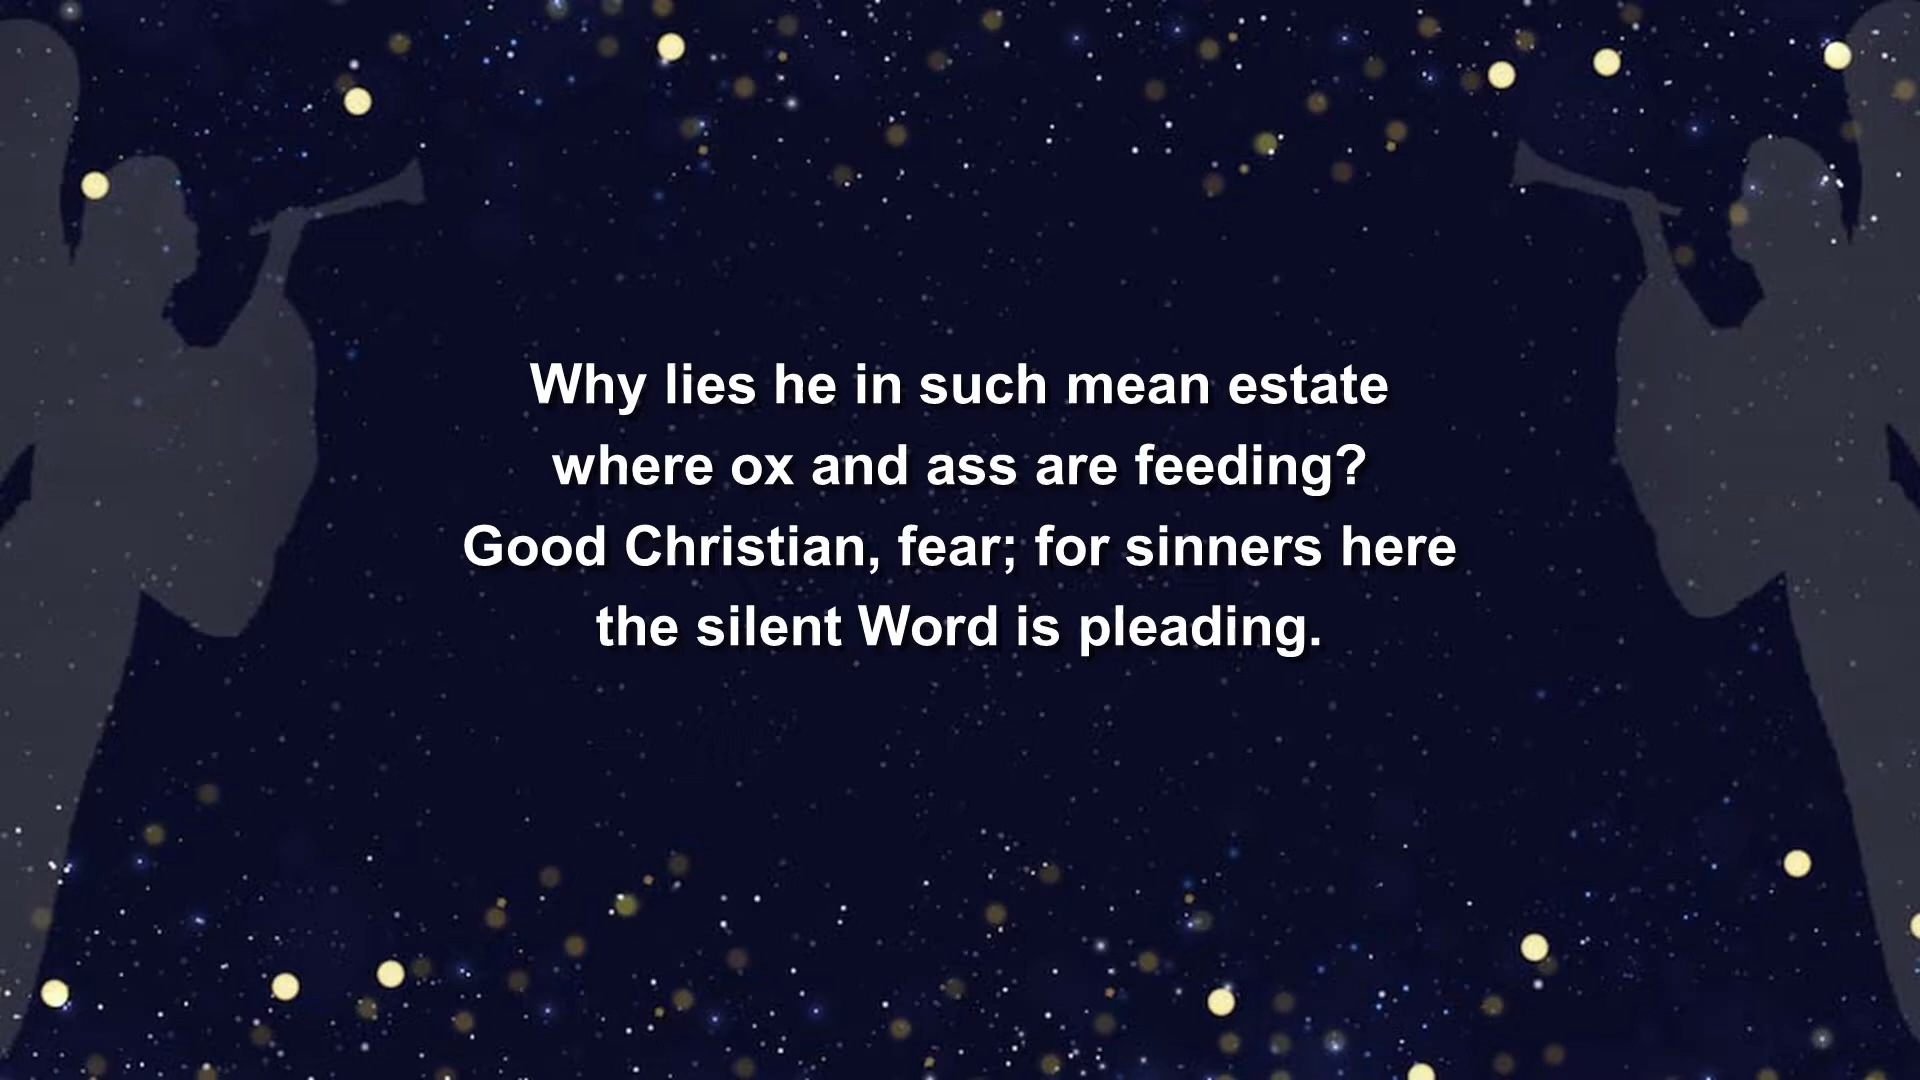 Why lies he in such mean estate
where ox and ass are feeding?
Good Christian, fear; for sinners here
the silent Word is pleading.